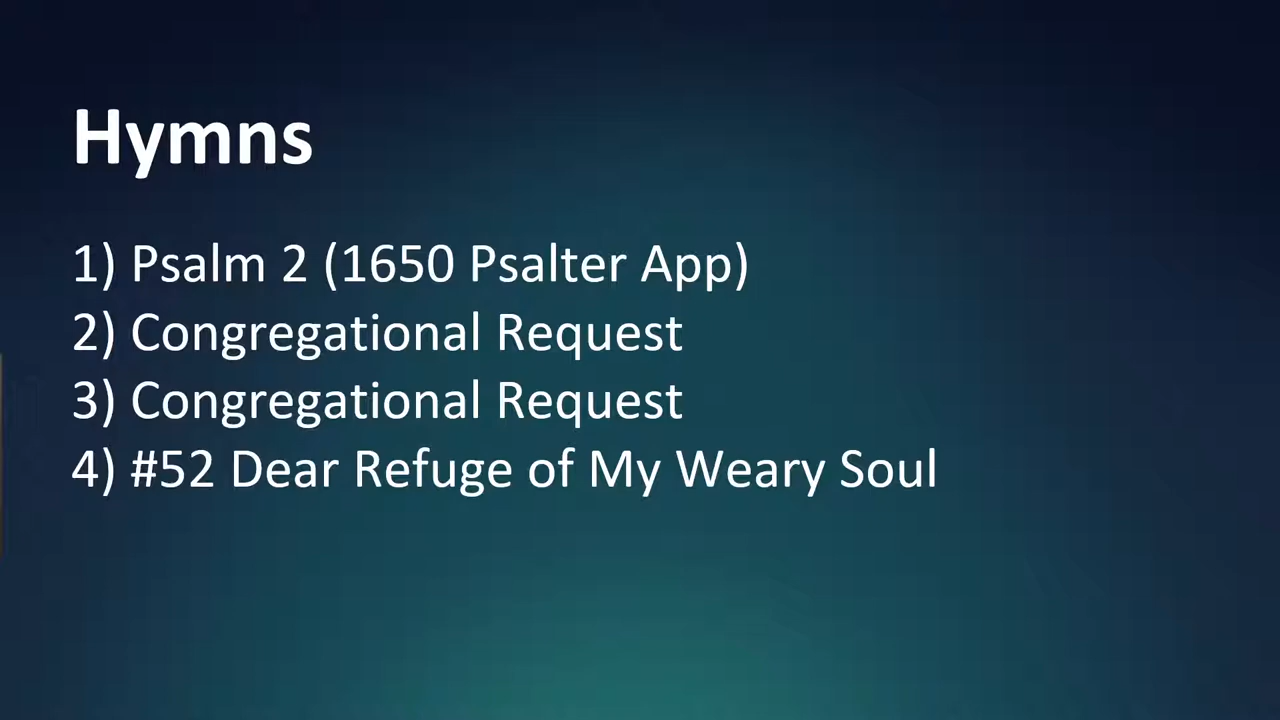 Hymns
1) Psalm 2 (1650 Psalter App)
2) Congregational Request
3) Congregational Request
4) #52 Dear Refuge of My Weary Soul